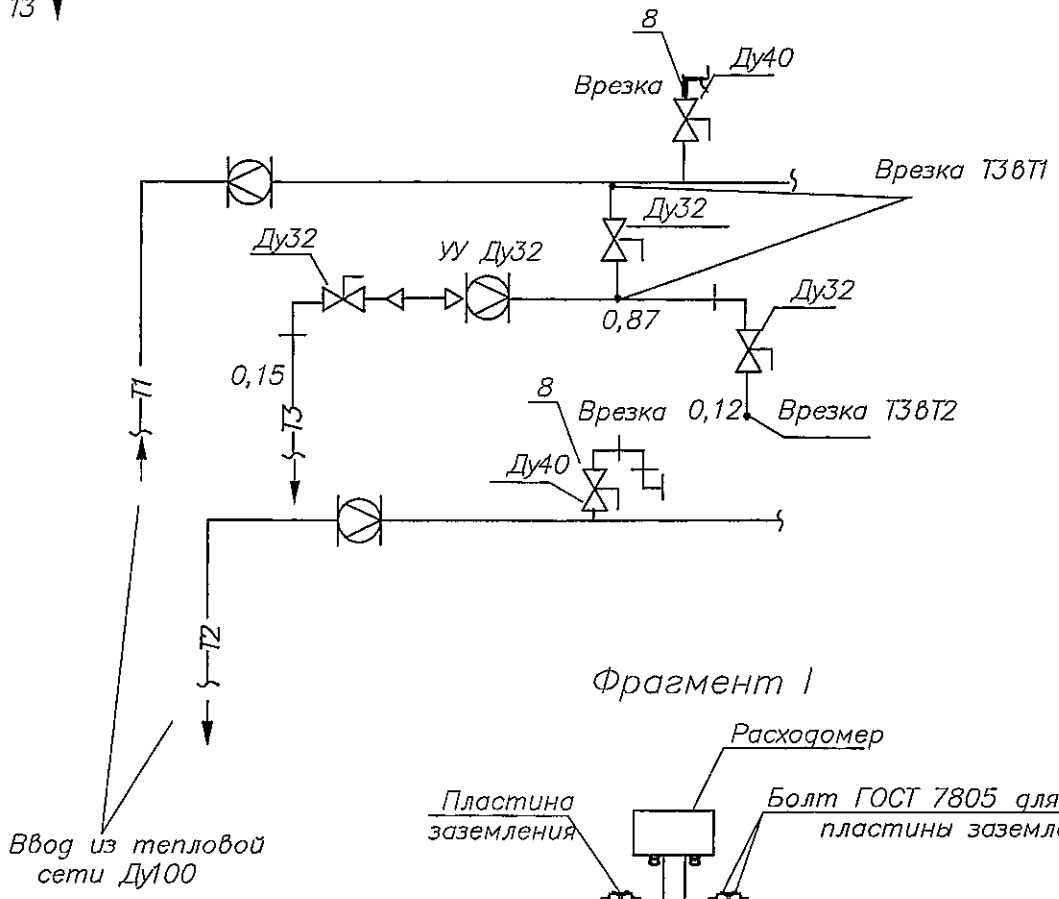 Т3
8
Ду40
Врезка
Врезка Т3вТ1
Ду32
Ду32
УУ Ду32
Ду32
0,87
0,15
Т1
Т3
8
Врезка
0,12
Врезка Т3вТ2
Ду40
Т2
Фрагмент I
Расходомер
Пластина
заземления
Болт ГОСТ 7805 для
пластины заземл
Ввод из тепловой
сети Ду100